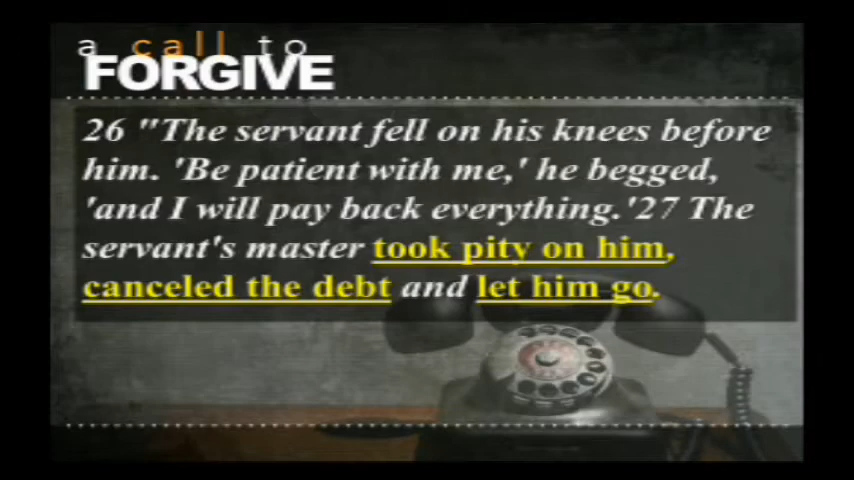 a call to
FORGIVE
26 "The servant fell on his knees before
him. 'Be patient with me,' he begged,
'and I will pay back everything.'27 The
servant's master took pity on him,
canceled the debt and let him go.